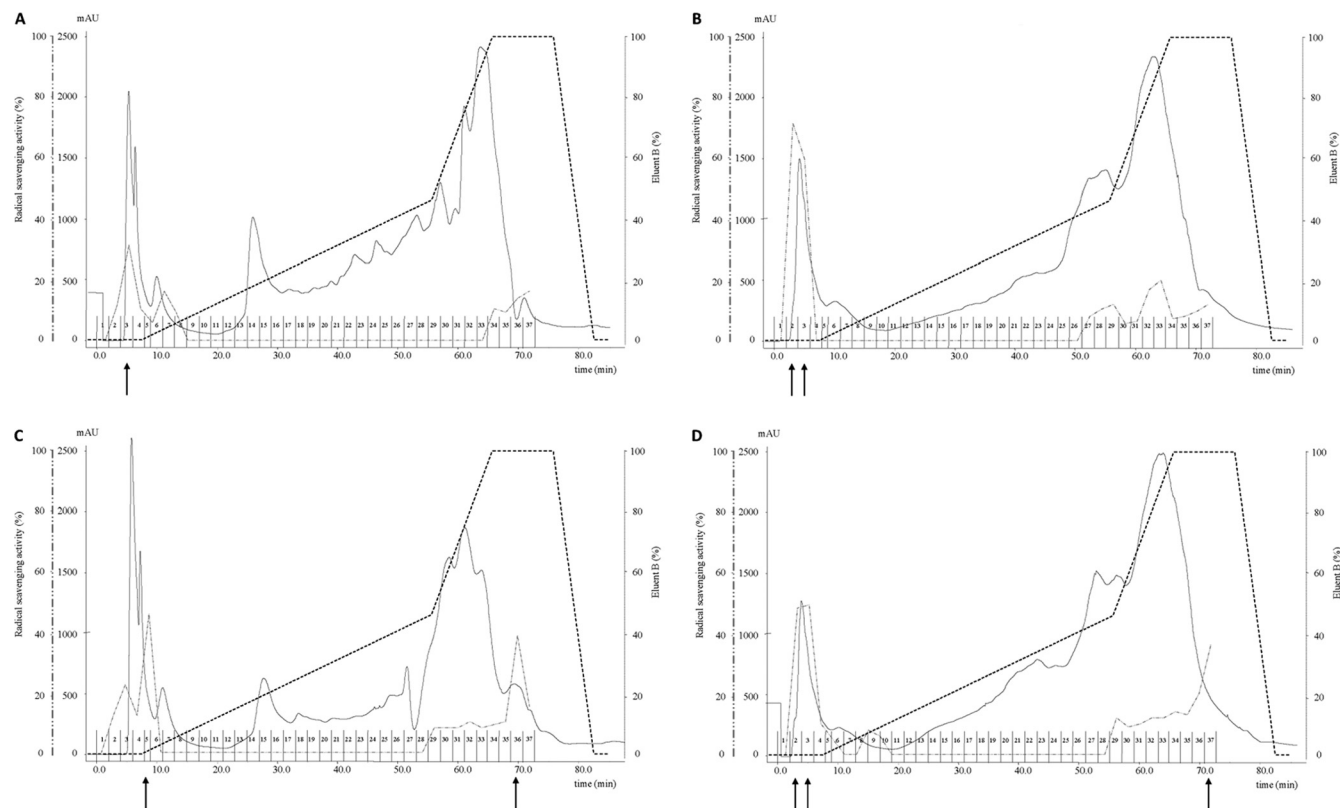 A
mAU
100 2500 100
80 2000 80
60 1500 60
40 1000 40
20 500 20
0 0 0
Radical scavenging activity (%)
Eluent B (%)
1 2 3 4 5 6 8 9 10 11 12 13 14 15 16 17 18 19 20 21 22 23 24 25 26 27 28 29 30 31 32 33 34 36 37
0.0 10.0 20.0 30.0 40.0 50.0 60.0 70.0 80.0
time (min)
B
mAU
100 2500 100
80 2000 80
60 1500 60
40 1000 40
20 500 20
0 0 0
Radical scavenging activity (%)
Eluent B (%)
1 2 3 4 5 6 8 9 10 11 12 13 14 15 16 17 18 19 20 21 22 23 24 25 26 27 28 29 30 31 32 33 34 35 36 37
0.0 10.0 20.0 30.0 40.0 50.0 60.0 70.0 80.0
time (min)
C
mAU
100 2500 100
80 2000 80
60 1500 60
40 1000 40
20 500 20
0 0 0
Radical scavenging activity (%)
Eluent B (%)
1 2 3 4 5 6 7 8 9 10 11 12 13 14 15 16 17 18 19 20 21 22 23 24 25 26 27 28 29 30 31 32 33 34 35 36 37
0.0 10.0 20.0 30.0 40.0 50.0 60.0 70.0 80.0
time (min)
D
mAU
100 2500 100
80 2000 80
60 1500 60
40 1000 40
20 500 20
0 0 0
Radical scavenging activity (%)
Eluent B (%)
1 2 3 4 5 6 7 8 9 10 11 12 13 14 15 16 17 18 19 20 21 22 23 24 25 26 27 28 29 30 31 32 33 34 35 36 37
0.0 10.0 20.0 30.0 40.0 50.0 60.0 70.0 80.0
time (min)